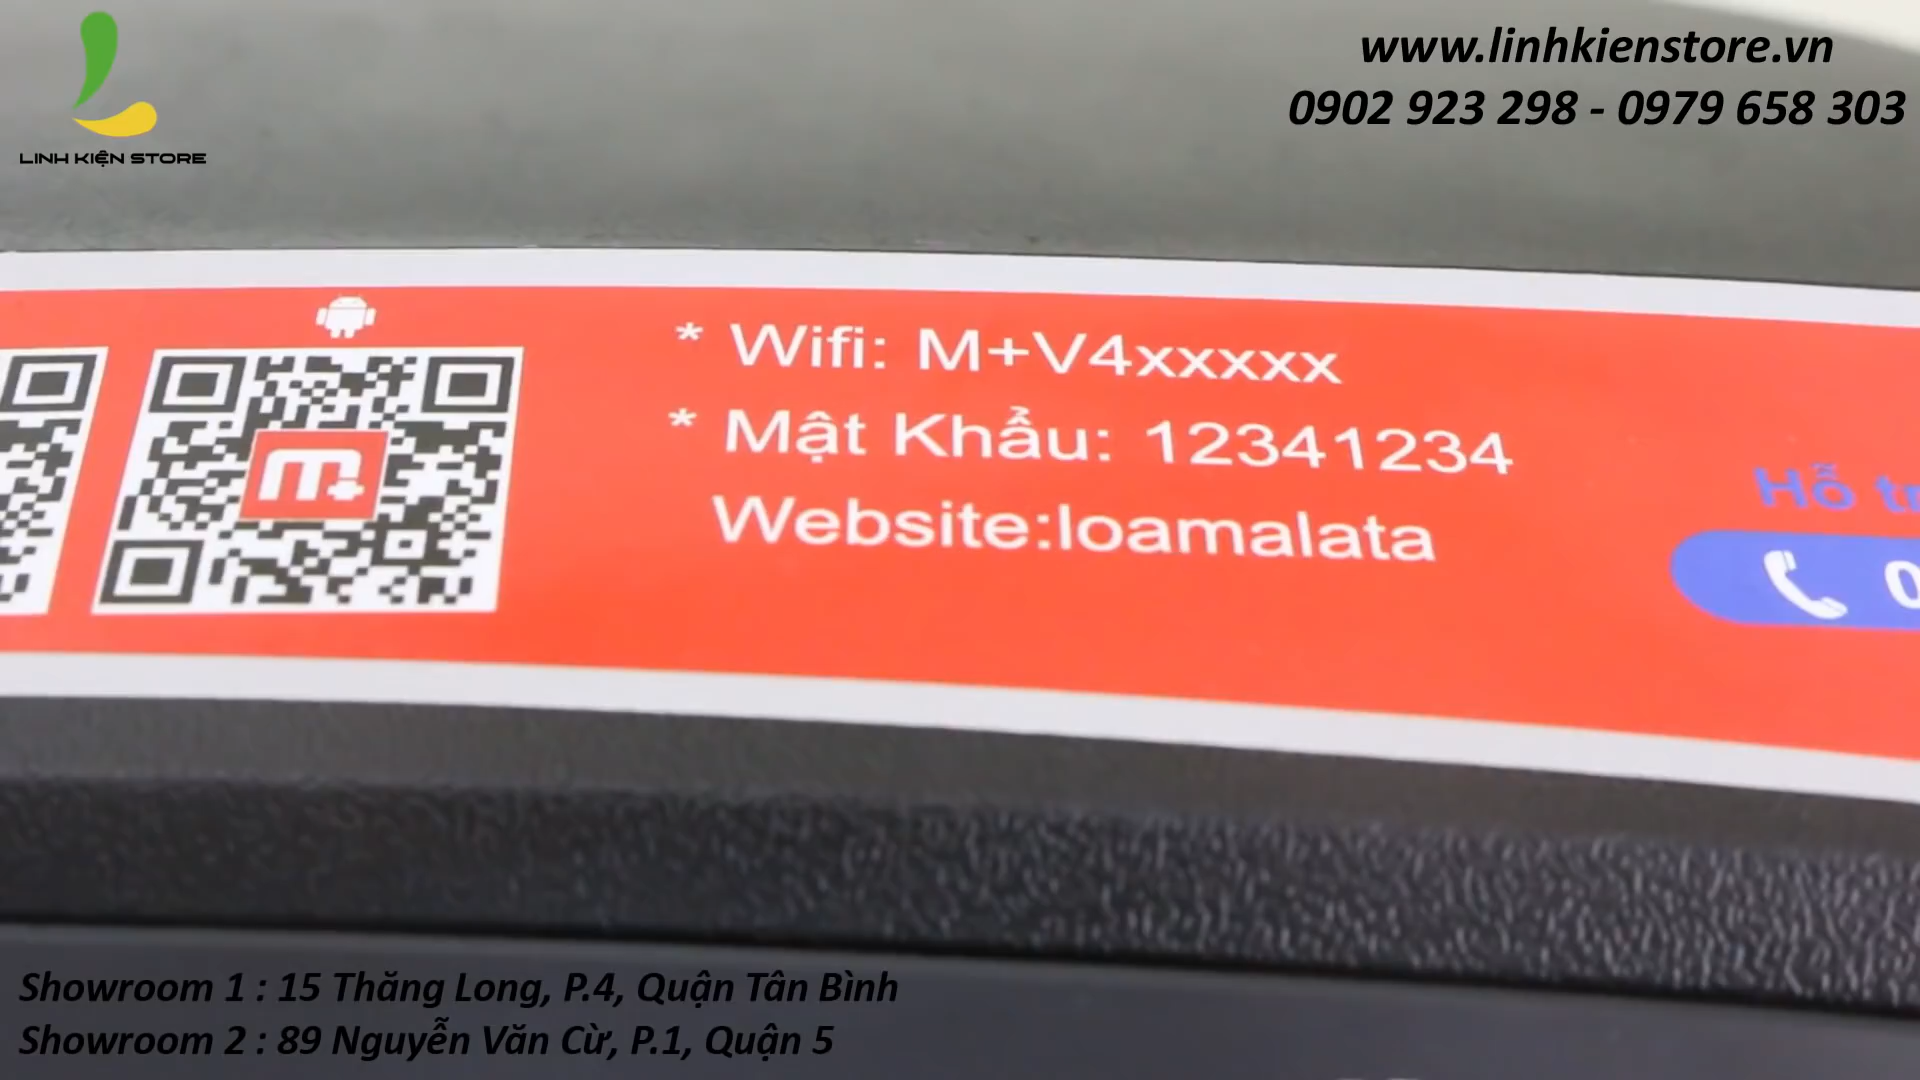 LINH KIỆN STORE
www.linhkienstore.vn
0902 923 298 - 0979 658 303
* Wifi: M+V4xxxxx
* Mật Khẩu: 12341234
Website:loamalata
m+
Hỗ
Showroom 1 : 15 Thăng Long, P.4, Quận Tân Bình
Showroom 2 : 89 Nguyễn Văn Cừ, P.1, Quận 5